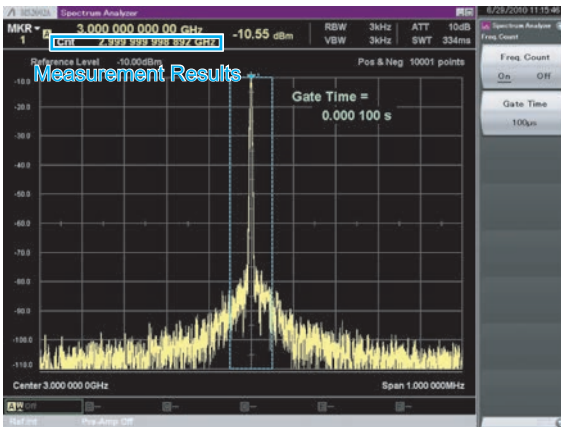 MS2692A Spectrum Analyzer
6/29/2010 11:15:46
MKR 1 A 3.000 000 000 00 GHz
Cnt 2.999 999 998 892 GHz
-10.55 dBm
RBW 3kHz ATT 10dB
VBW 3kHz SWT 334ms
Spectrum Analyzer
Freq Count
Reference Level -10.00dBm
Pos & Neg 10001 points
Measurement Results
Freq. Count
On Off
Gate Time
100µs
Gate Time =
0.000 100 s
-10.0
-20.0
-30.0
-40.0
-50.0
-60.0
-70.0
-80.0
-90.0
-100.0
-110.0
Center 3.000 000 0GHz
Span 1.000 000MHz
A W Off
Ref.Int Pre-Amp Off